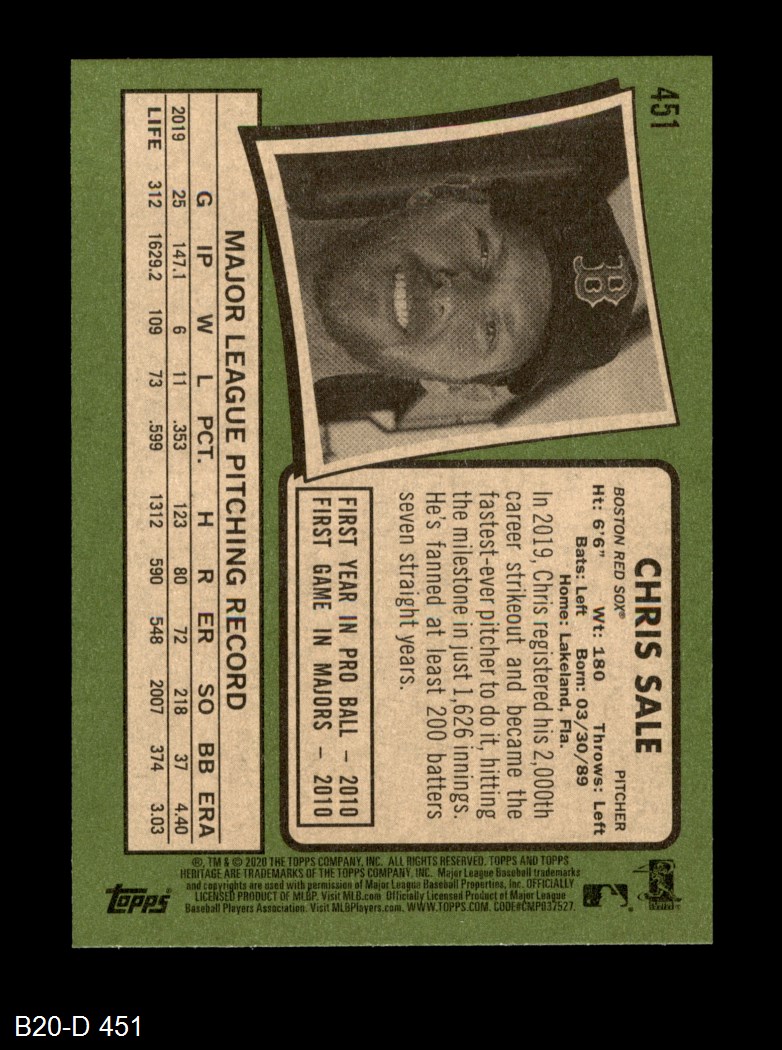 451
CHRIS SALE
BOSTON RED SOX® PITCHER
Ht: 6'6" Wt: 180 Throws: Left
Bats: Left Born: 03/30/89
Home: Lakeland, Fla.
In 2019, Chris registered his 2,000th
career strikeout and became the
fastest-ever pitcher to do it, hitting
the milestone in just 1,626 innings.
He's fanned at least 200 batters
seven straight years.
FIRST YEAR IN PRO BALL – 2010
FIRST GAME IN MAJORS – 2010
B
MAJOR LEAGUE PITCHING RECORD
G IP W L PCT. H R ER SO BB ERA
2019 25 147.1 6 11 .353 123 80 72 218 37 4.40
LIFE 312 1629.2 109 73 .599 1312 590 548 2007 374 3.03
®, TM & © 2020 THE TOPPS COMPANY, INC. ALL RIGHTS RESERVED. TOPPS AND TOPPS
HERITAGE ARE TRADEMARKS OF THE TOPPS COMPANY, INC. Major League Baseball trademarks
and copyrights are used with permission of Major League Baseball Properties, Inc. OFFICIALLY
LICENSED PRODUCT OF MLBP. Visit MLB.com Officially Licensed Product of Major League
Baseball Players Association. Visit MLBPlayers.com. WWW.TOPPS.COM. CODE#CMP037527.
topps®
B20-D 451